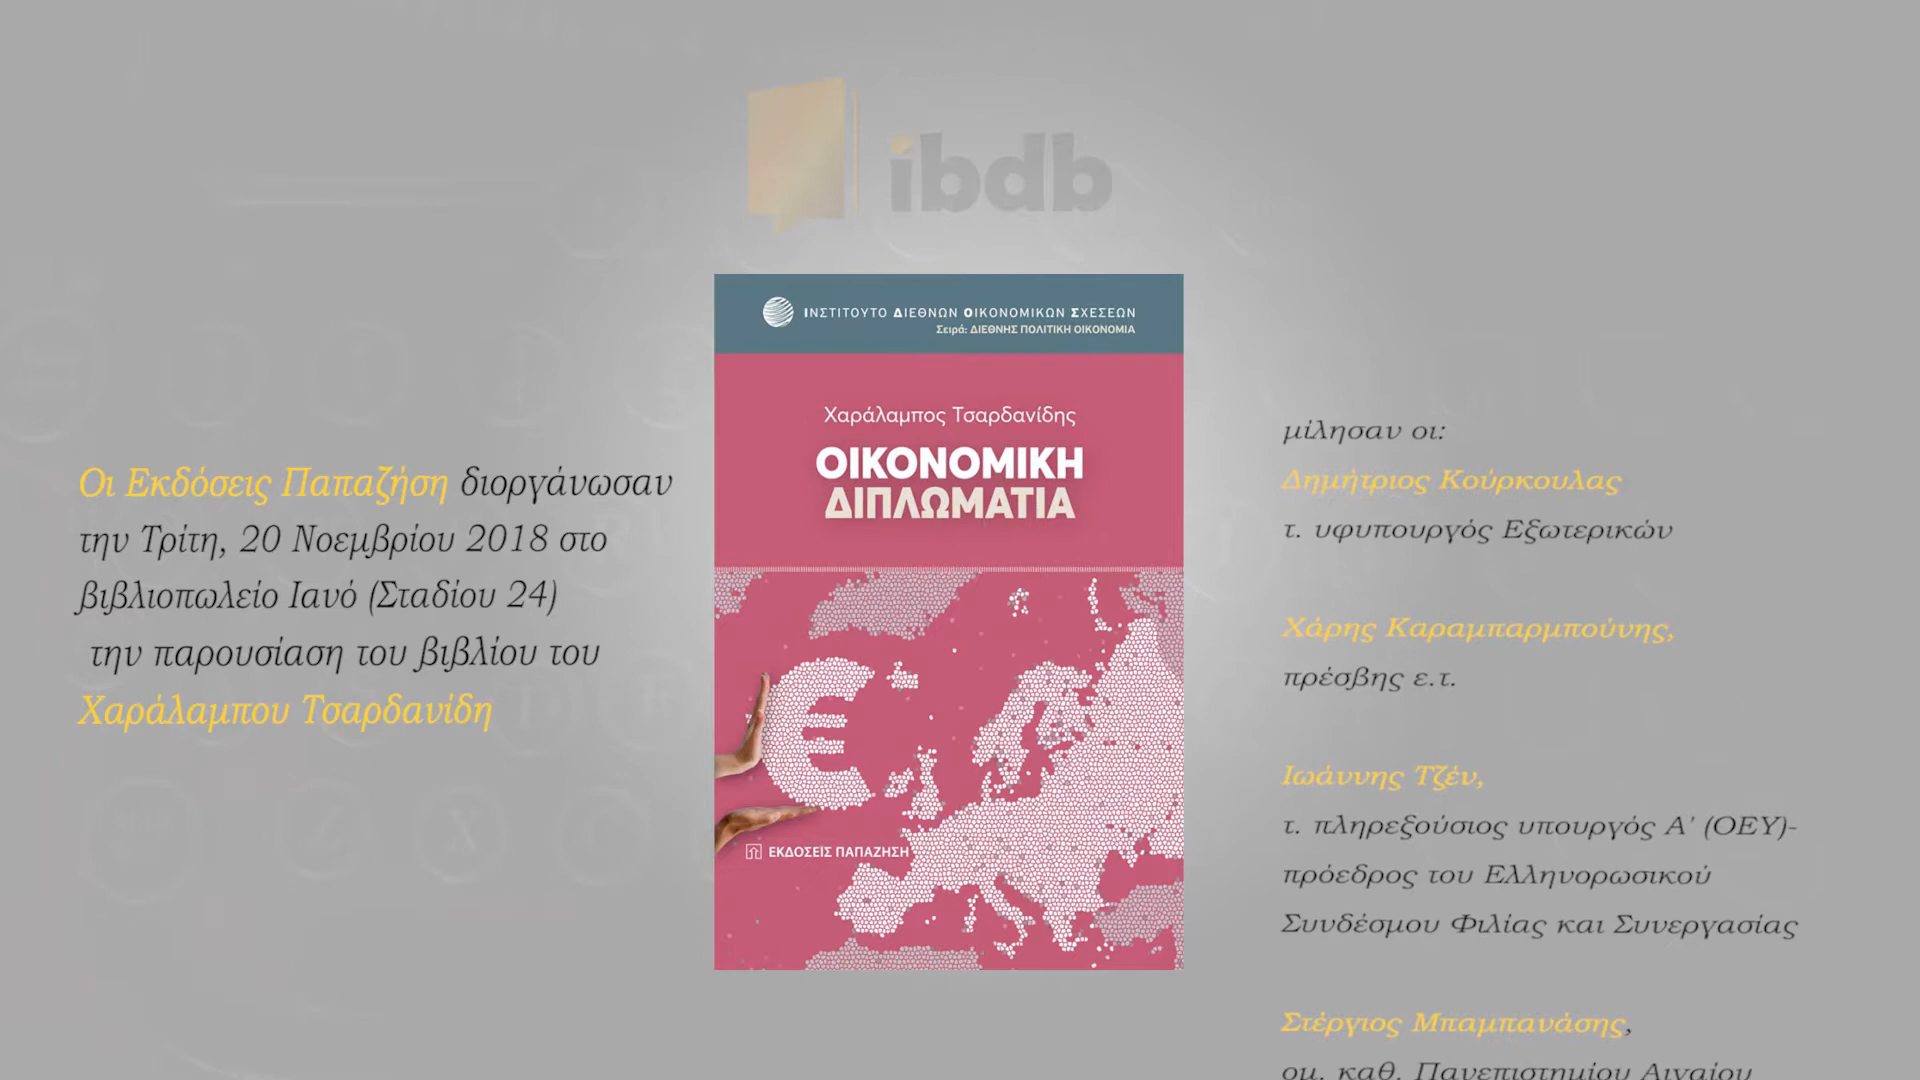 ibdb
Οι Εκδόσεις Παπαζήση διοργάνωσαν
την Τρίτη, 20 Νοεμβρίου 2018 στο
βιβλιοπωλείο Ιανό (Σταδίου 24)
την παρουσίαση του βιβλίου του
Χαράλαμπου Τσαρδανίδη
ΙΝΣΤΙΤΟΥΤΟ ΔΙΕΘΝΩΝ ΟΙΚΟΝΟΜΙΚΩΝ ΣΧΕΣΕΩΝ
Σειρά: ΔΙΕΘΝΗΣ ΠΟΛΙΤΙΚΗ ΟΙΚΟΝΟΜΙΑ
Χαράλαμπος Τσαρδανίδης
ΟΙΚΟΝΟΜΙΚΗ
ΔΙΠΛΩΜΑΤΙΑ
€
ΕΚΔΟΣΕΙΣ ΠΑΠΑΖΗΣΗ
μίλησαν οι:
Δημήτριος Κούρκουλας
τ. υφυπουργός Εξωτερικών
Χάρης Καραμπαρμπούνης,
πρέσβης ε.τ.
Ιωάννης Τζέν,
τ. πληρεξούσιος υπουργός Α' (ΟΕΥ)-
πρόεδρος του Ελληνορωσικού
Συνδέσμου Φιλίας και Συνεργασίας
Στέργιος Μπαμπανάσης,
ομ. καθ. Πανεπιστημίου Αιγαίου